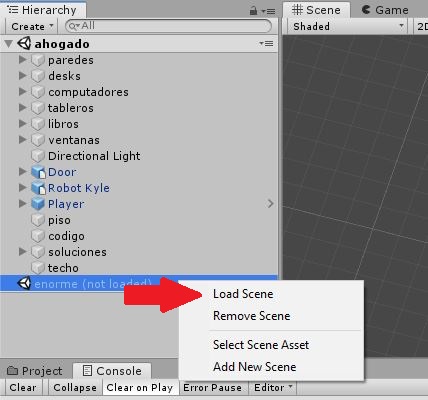 Hierarchy
Scene
Game
Create
All
Shaded
2D
ahogado
paredes
desks
computadores
tableros
libros
ventanas
Directional Light
Door
Robot Kyle
Player
piso
codigo
soluciones
techo
enorme (not loaded)
Load Scene
Remove Scene
Select Scene Asset
Add New Scene
Project
Console
Clear
Collapse
Clear on Play
Error Pause
Editor